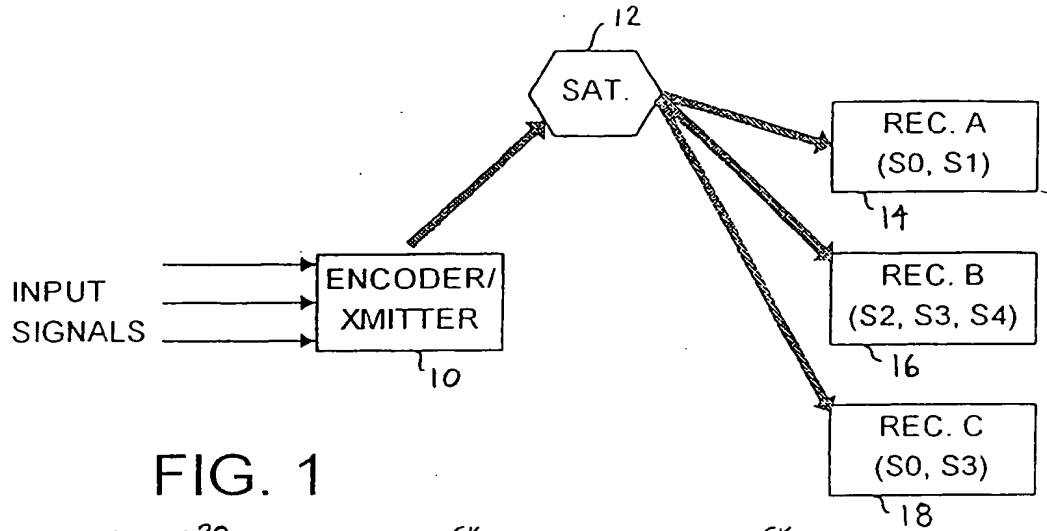 12
SAT.
REC. A
(S0, S1)
14
INPUT
SIGNALS
ENCODER/
XMITTER
10
REC. B
(S2, S3, S4)
16
REC. C
(S0, S3)
18
FIG. 1